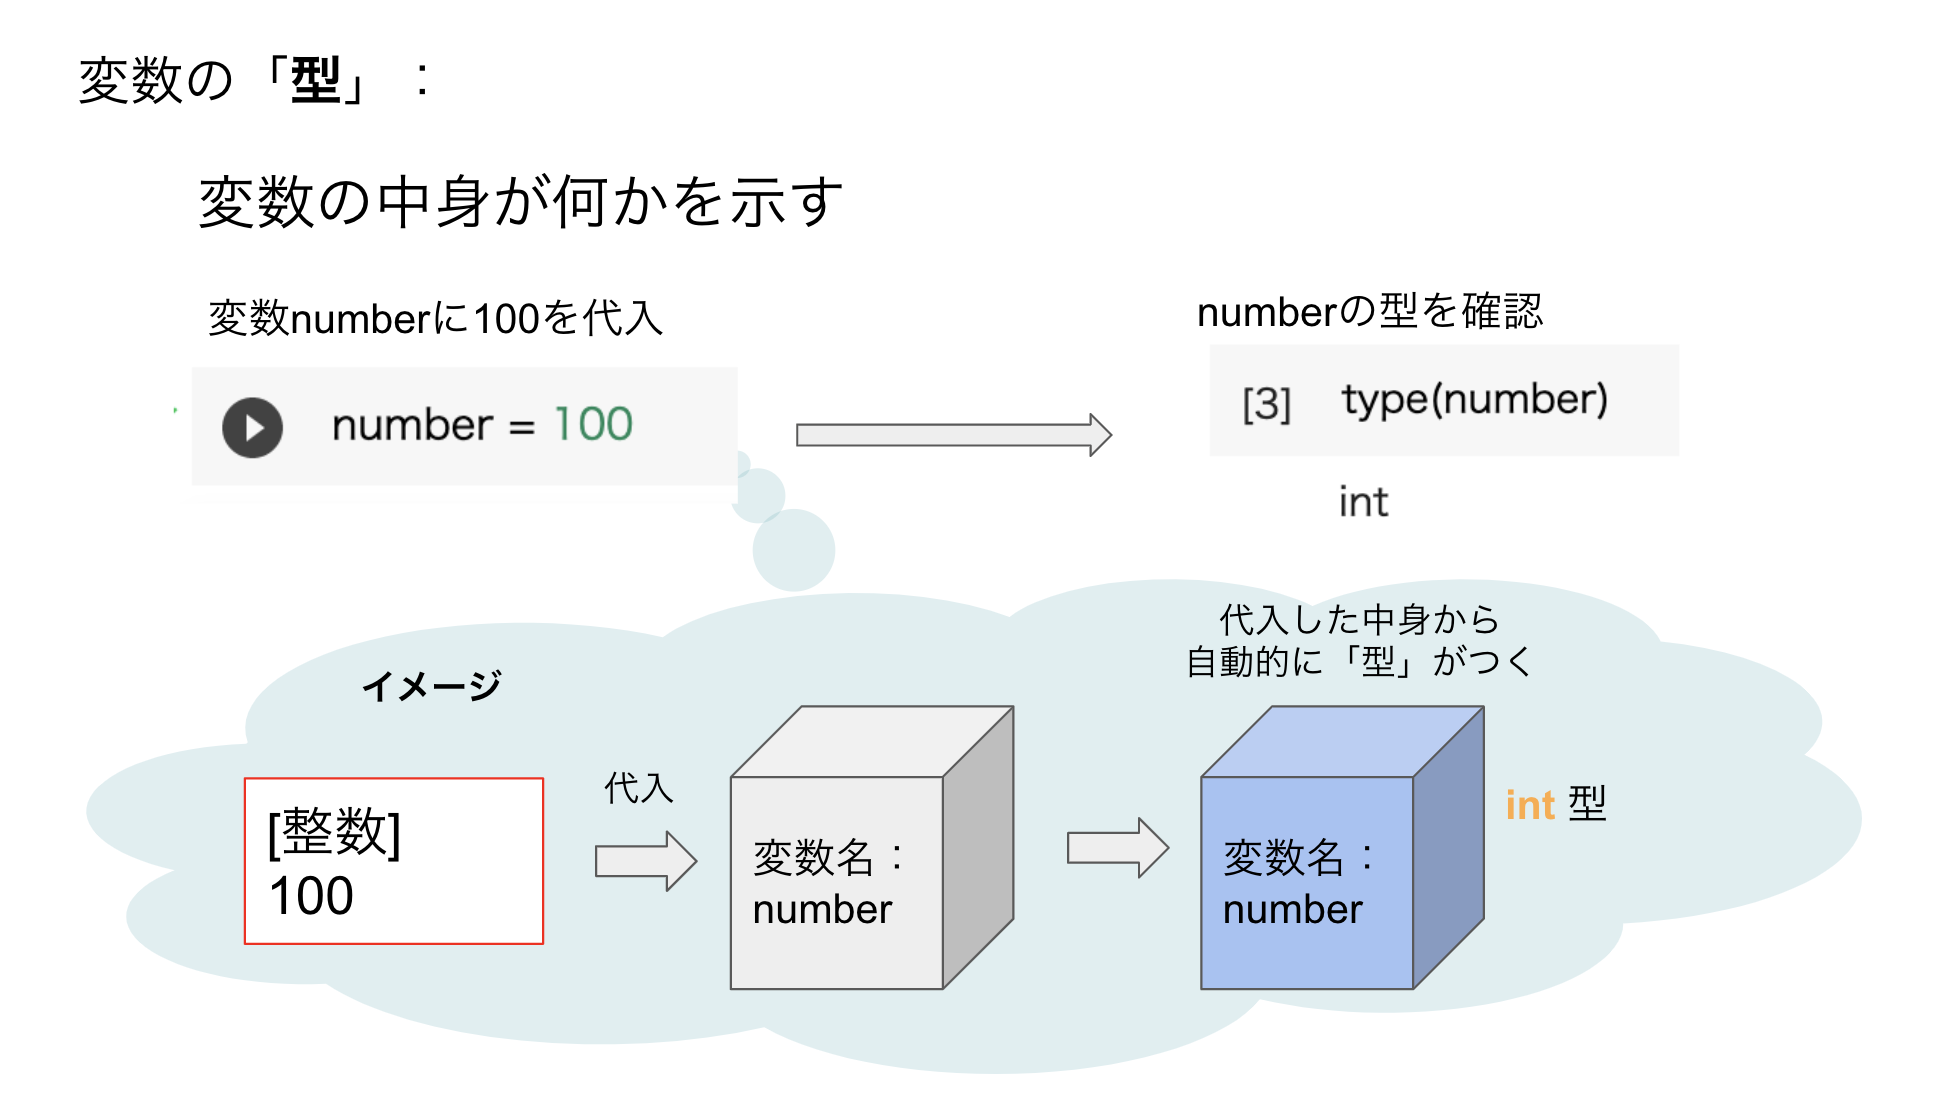 変数の「型」：
変数の中身が何かを示す
変数numberに100を代入
number = 100
numberの型を確認
[3] type(number)
int
イメージ
[整数]
100
代入
変数名：
number
代入した中身から
自動的に「型」がつく
変数名：
number
int 型